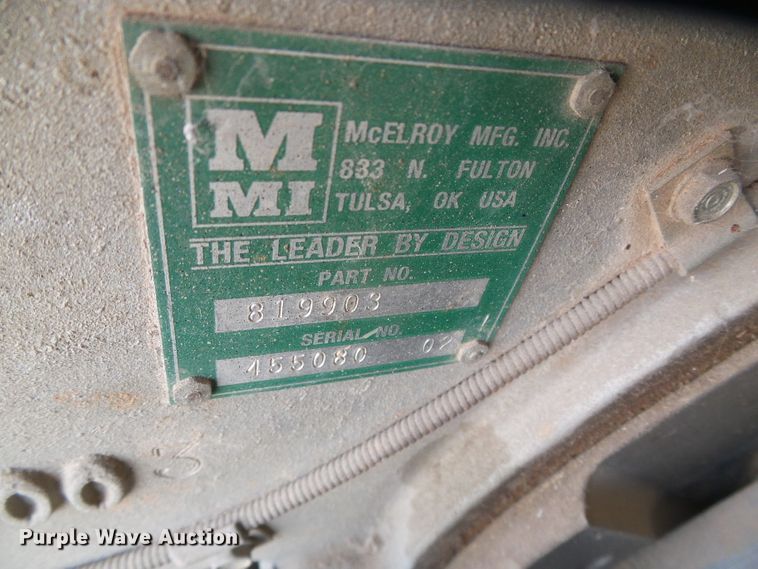 M
MI
McELROY MFG. INC.
833 N. FULTON
TULSA, OK USA
THE LEADER BY DESIGN
PART NO.
819903
SERIAL NO.
455080 02
3
Purple Wave Auction